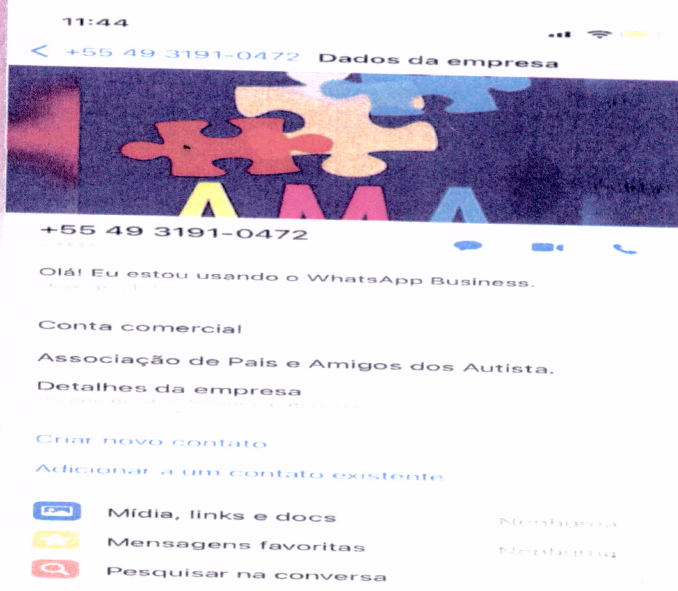 11:44
+55 49 3191-0472 Dados da empresa
AMA
+55 49 3191-0472
Olá! Eu estou usando o WhatsApp Business.
Conta comercial
Associação de Pais e Amigos dos Autista.
Detalhes da empresa
Criar novo contato
Adicionar a um contato existente
Mídia, links e docs Nenhuma
Mensagens favoritas Nenhuma
Pesquisar na conversa